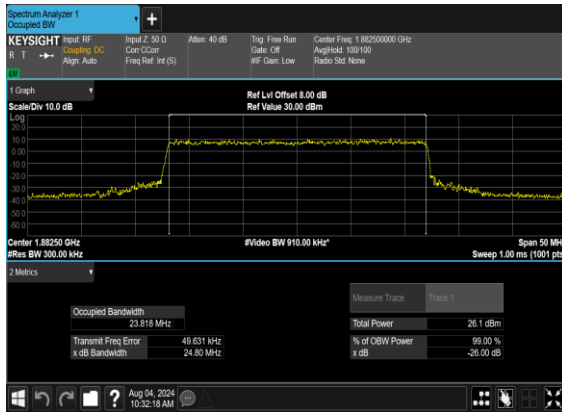 Spectrum Analyzer 1
Occupied BW
KEYSIGHT
R T
Input: RF
Coupling: DC
Align: Auto
Input Z: 50 Ω
Corr CCorr
Freq Ref: Int (S)
Atten: 40 dB
Trig: Free Run
Gate: Off
#IF Gain: Low
Center Freq: 1.882500000 GHz
Avg|Hold: 100/100
Radio Std: None
1 Graph
Scale/Div 10.0 dB
Ref Lvl Offset 8.00 dB
Ref Value 30.00 dBm
Log
20.0
10.0
0.00
-10.0
-20.0
-30.0
-40.0
-50.0
-60.0
Center 1.88250 GHz
#Res BW 300.00 kHz
#Video BW 910.00 kHz*
Span 50 MH
Sweep 1.00 ms (1001 pts
2 Metrics
Measure Trace Trace 1
Occupied Bandwidth
23.818 MHz
Total Power 26.1 dBm
Transmit Freq Error 49.631 kHz
% of OBW Power 99.00 %
x dB Bandwidth 24.80 MHz
x dB -26.00 dB
Aug 04, 2024
10:32:18 AM